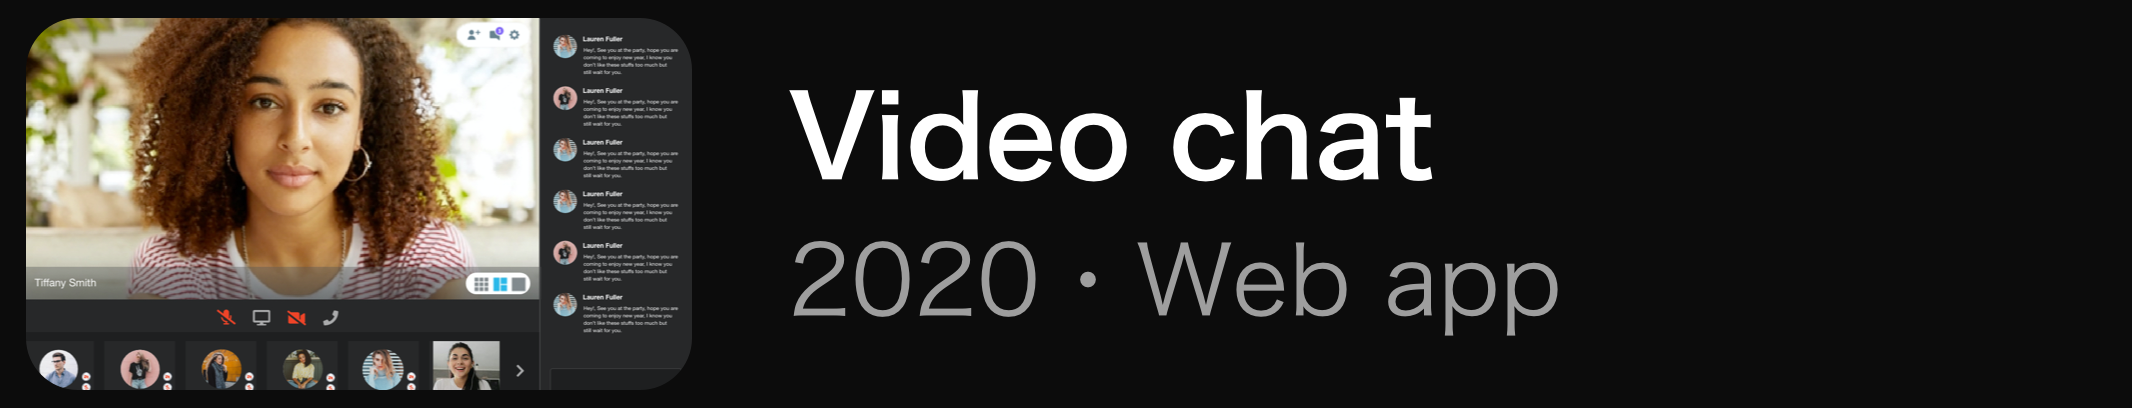 Tiffany Smith
Lauren Fuller
Hey!, See you at the party, hope you are
coming to enjoy new year, I know you
don't like these stuffs too much but
still wait for you.
Lauren Fuller
Hey!, See you at the party, hope you are
coming to enjoy new year, I know you
don't like these stuffs too much but
still wait for you.
Lauren Fuller
Hey!, See you at the party, hope you are
coming to enjoy new year, I know you
don't like these stuffs too much but
still wait for you.
Lauren Fuller
Hey!, See you at the party, hope you are
coming to enjoy new year, I know you
don't like these stuffs too much but
still wait for you.
Lauren Fuller
Hey!, See you at the party, hope you are
coming to enjoy new year, I know you
don't like these stuffs too much but
still wait for you.
Lauren Fuller
Hey!, See you at the party, hope you are
coming to enjoy new year, I know you
don't like these stuffs too much but
still wait for you.
Video chat
2020 • Web app